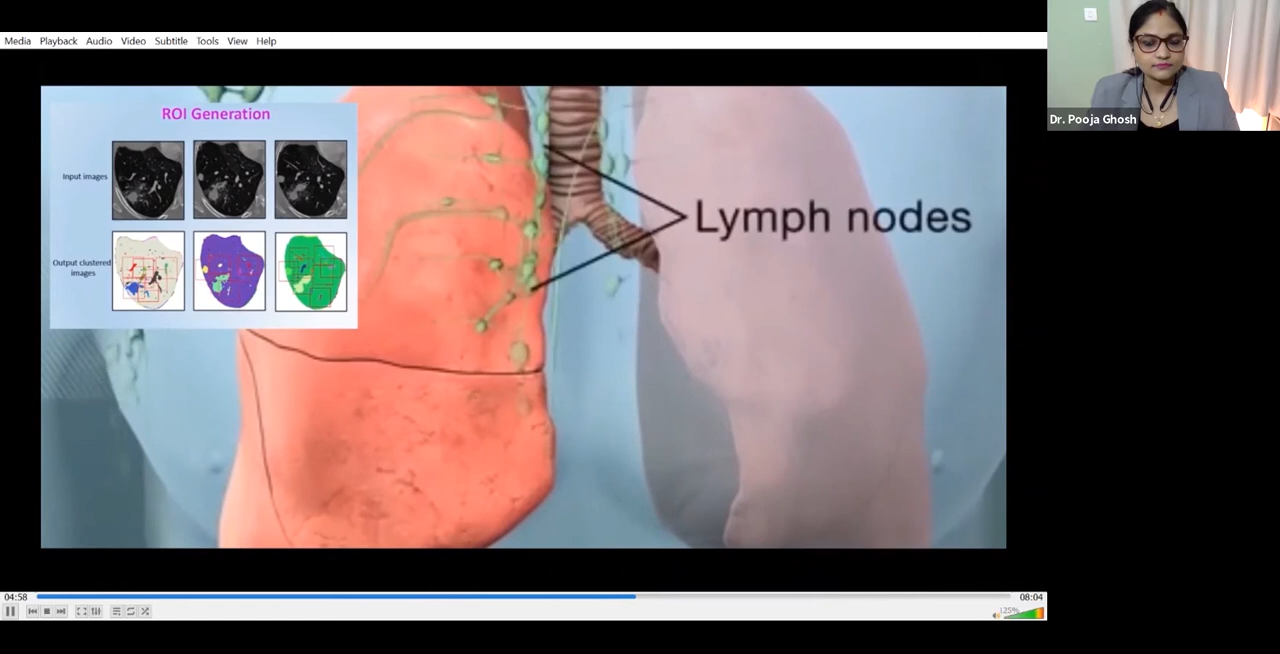 Media Playback Audio Video Subtitle Tools View Help
ROI Generation
Input images
Output clustered
images
Lymph nodes
Dr. Pooja Ghosh
04:58
08:04
125%